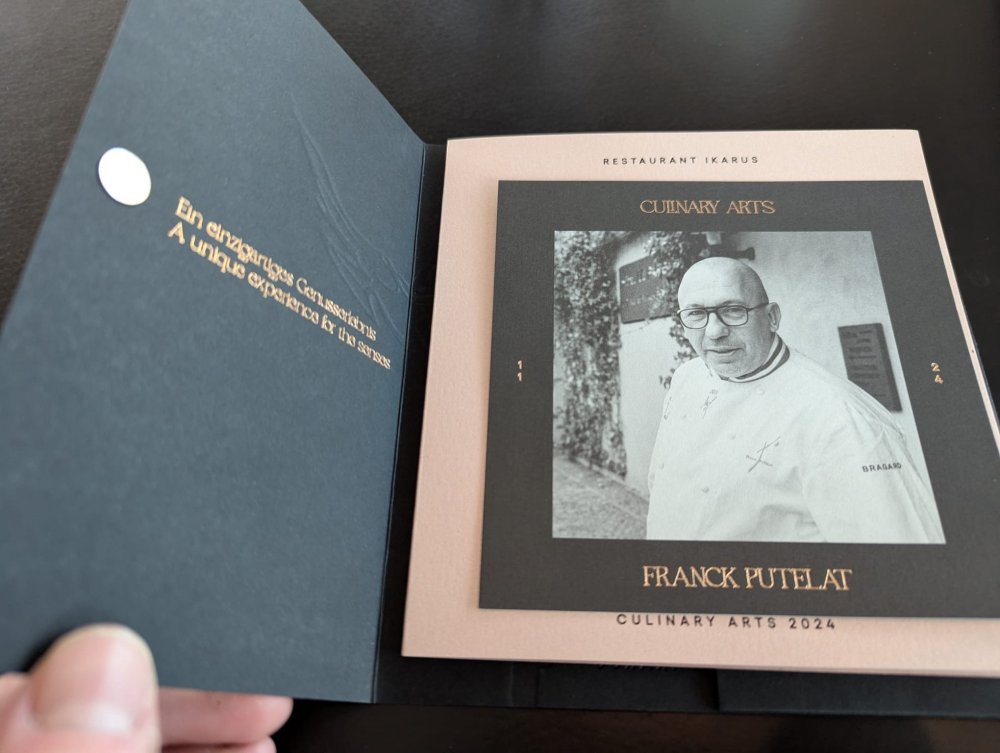 Ein einzigartiges Genusserlebnis
A unique experience for the senses
RESTAURANT IKARUS
CULINARY ARTS
11
24
BRAGARD
FRANCK PUTELAT
CULINARY ARTS 2024